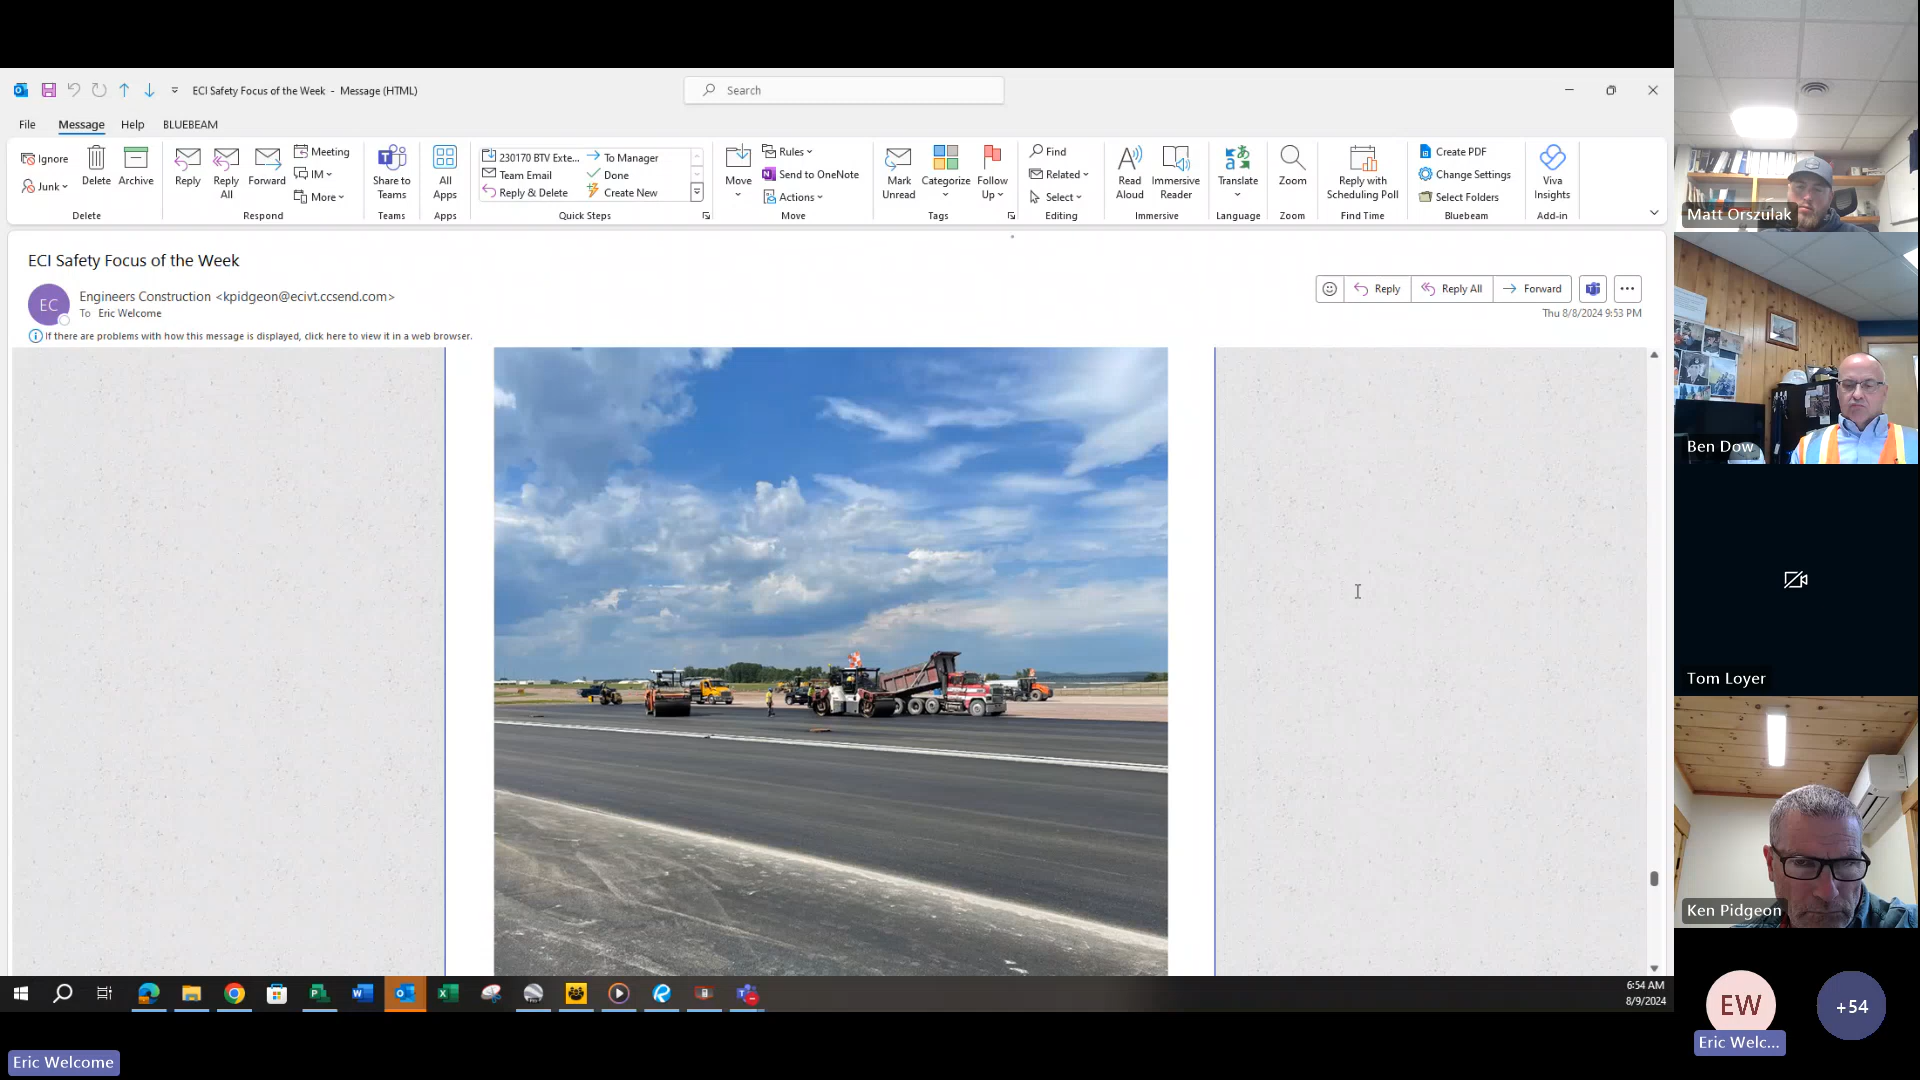 ECI Safety Focus of the Week - Message (HTML)
Search
File
Message
Help
BLUEBEAM
Ignore
Junk
Delete
Archive
Delete
Reply
Reply All
Forward
Meeting
IM
More
Respond
Share to Teams
Teams
All Apps
Apps
230170 BTV Exte...
Team Email
Reply & Delete
To Manager
Done
Create New
Quick Steps
Move
Rules
Send to OneNote
Actions
Move
Mark Unread
Categorize
Follow Up
Tags
Find
Related
Select
Editing
Read Aloud
Immersive Reader
Immersive
Translate
Language
Zoom
Zoom
Reply with Scheduling Poll
Find Time
Create PDF
Change Settings
Select Folders
Bluebeam
Viva Insights
Add-in
ECI Safety Focus of the Week
EC
Engineers Construction <kpidgeon@ecivt.ccsend.com>
To Eric Welcome
If there are problems with how this message is displayed, click here to view it in a web browser.
Reply
Reply All
Forward
Thu 8/8/2024 9:53 PM
6:54 AM
8/9/2024
Eric Welcome
Matt Orszulak
Ben Dow
Tom Loyer
Ken Pidgeon
EW
Eric Welc...
+54